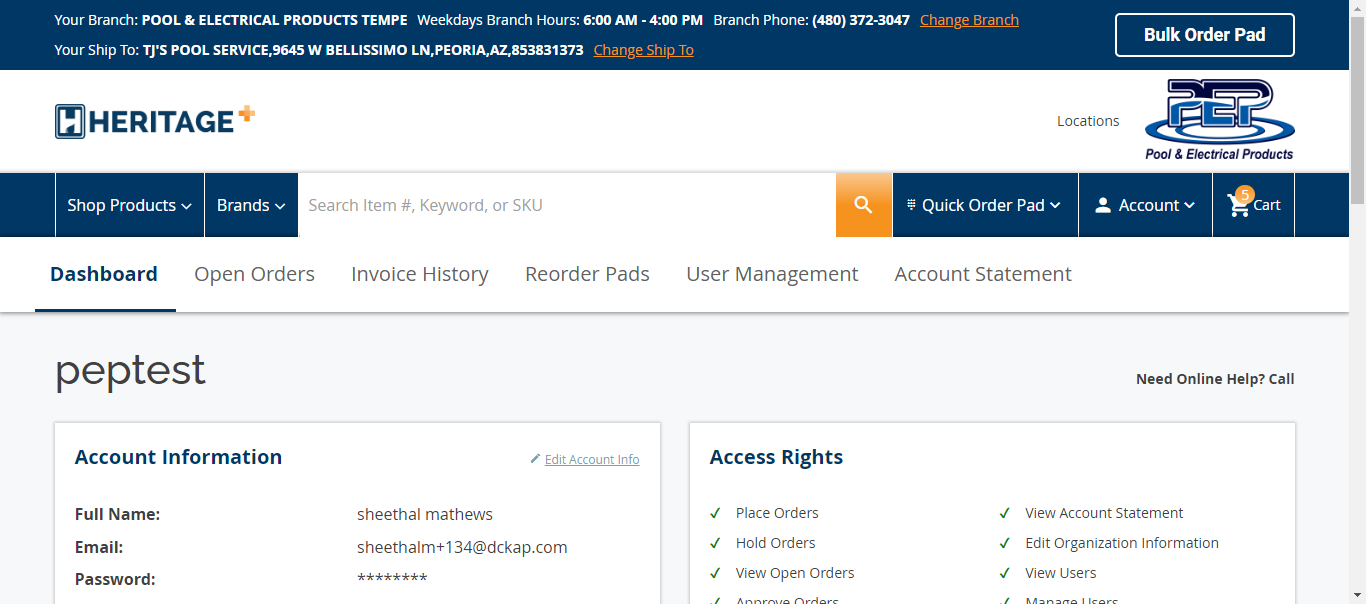 Your Branch: POOL & ELECTRICAL PRODUCTS TEMPE Weekdays Branch Hours: 6:00 AM - 4:00 PM Branch Phone: (480) 372-3047 Change Branch
Your Ship To: TJ'S POOL SERVICE,9645 W BELLISSIMO LN,PEORIA,AZ,853831373 Change Ship To
Bulk Order Pad
HERITAGE+
Locations
PEP
Pool & Electrical Products
Shop Products
Brands
Search Item #, Keyword, or SKU
Quick Order Pad
Account
5
Cart
Dashboard
Open Orders
Invoice History
Reorder Pads
User Management
Account Statement
peptest
Need Online Help? Call
Account Information
Edit Account Info
Full Name: sheethal mathews
Email: sheethalm+134@dckap.com
Password: ********
Access Rights
Place Orders
View Account Statement
Hold Orders
Edit Organization Information
View Open Orders
View Users
Approve Orders
Manage Users